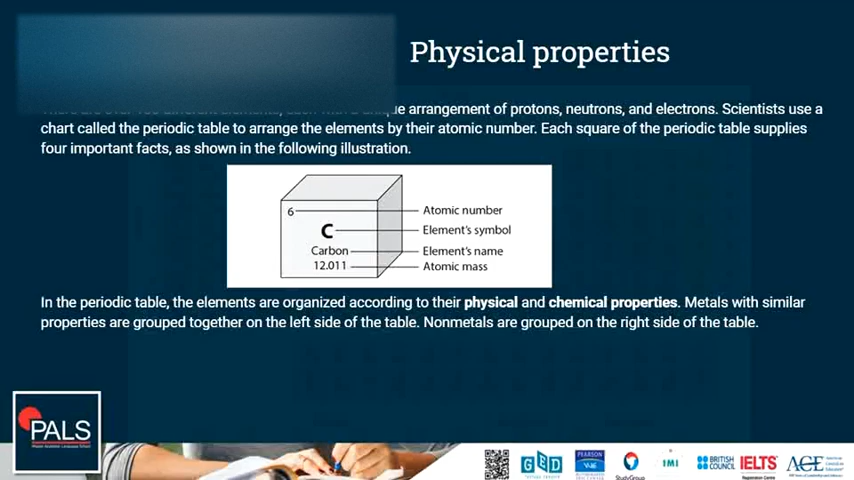 Physical properties
arrangement of protons, neutrons, and electrons. Scientists use a
chart called the periodic table to arrange the elements by their atomic number. Each square of the periodic table supplies
four important facts, as shown in the following illustration.
6
Atomic number
C
Element's symbol
Carbon
Element's name
12.011
Atomic mass
In the periodic table, the elements are organized according to their physical and chemical properties. Metals with similar
properties are grouped together on the left side of the table. Nonmetals are grouped on the right side of the table.
PALS
GED
PEARSON
VUE
StudyGroup
IMI
BRITISH
COUNCIL
IELTS
Registration Centre
ACE